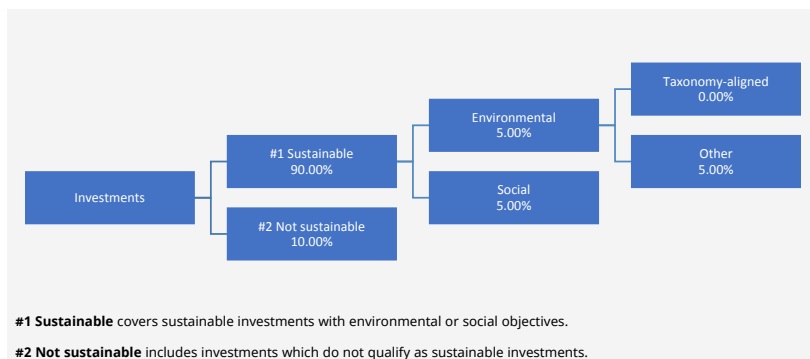 Taxonomy-aligned
0.00%
Environmental
5.00%
#1 Sustainable
90.00%
Other
5.00%
Investments
Social
5.00%
#2 Not sustainable
10.00%
#1 Sustainable covers sustainable investments with environmental or social objectives.
#2 Not sustainable includes investments which do not qualify as sustainable investments.